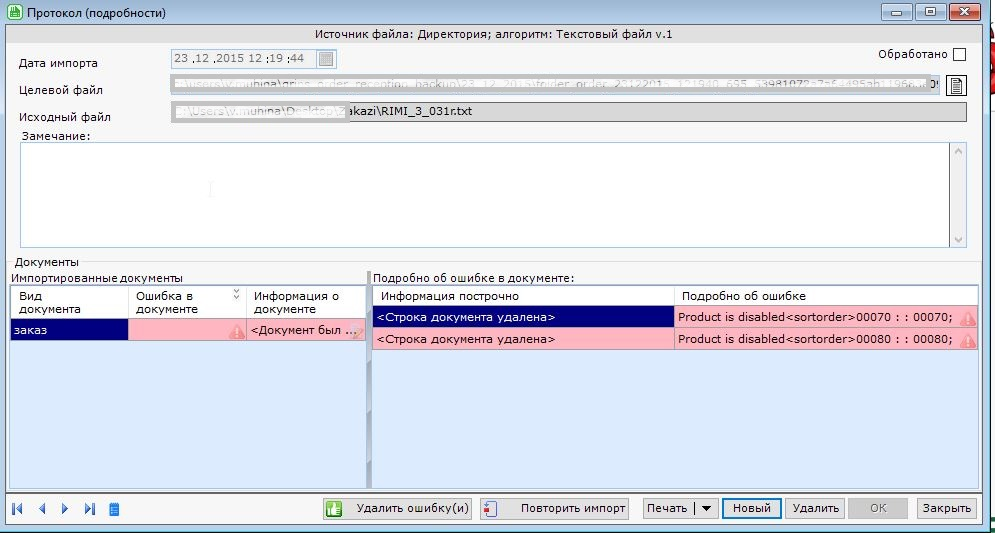 Протокол (подробности)
Источник файла: Директория; алгоритм: Текстовый файл v.1
Дата импорта
23 .12 .2015 12 :19 :44
Обработано
Целевой файл
Исходный файл
:\Users\v.muhina\Desktop\Zakazi\RIMI_3_031r.txt
Замечание:
Документы
Импортированные документы
Подробно об ошибке в документе:
Вид документа
Ошибка в документе
Информация о документе
Информация построчно
Подробно об ошибке
заказ
<Документ был ...
<Строка документа удалена>
Product is disabled<sortorder>00070 : : 00070;
<Строка документа удалена>
Product is disabled<sortorder>00080 : : 00080;
Удалить ошибку(и)
Повторить импорт
Печать
Новый
Удалить
OK
Закрыть